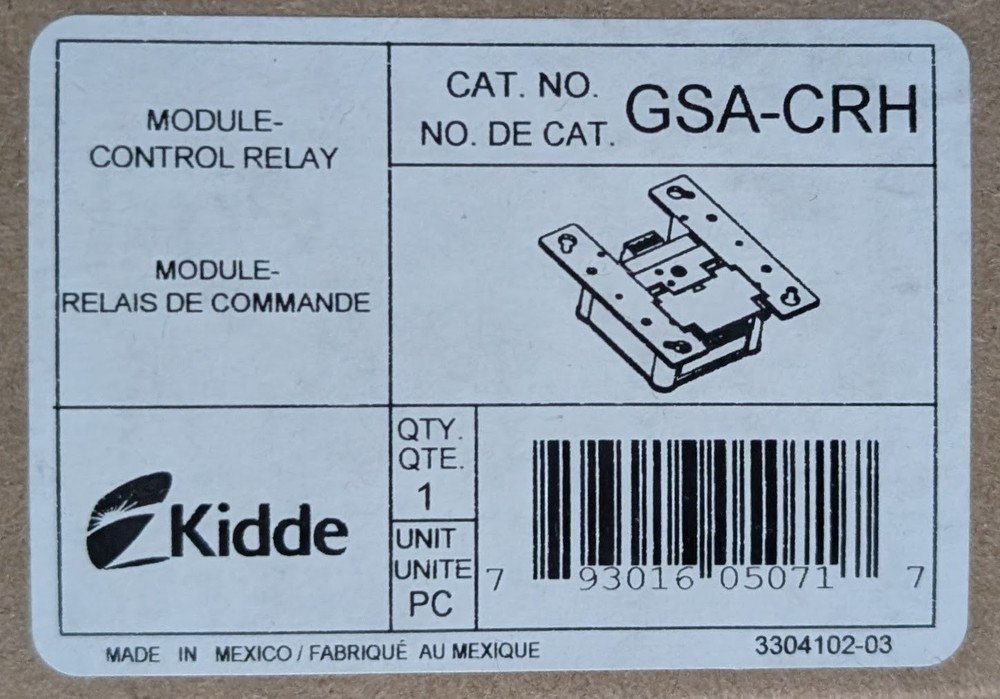 MODULE-
CONTROL RELAY
MODULE-
RELAIS DE COMMANDE
CAT. NO.
NO. DE CAT.
GSA-CRH
Kidde
QTY.
QTE.
1
UNIT
UNITE
PC
7 93016 05071 7
MADE IN MEXICO / FABRIQUÉ AU MEXIQUE
3304102-03